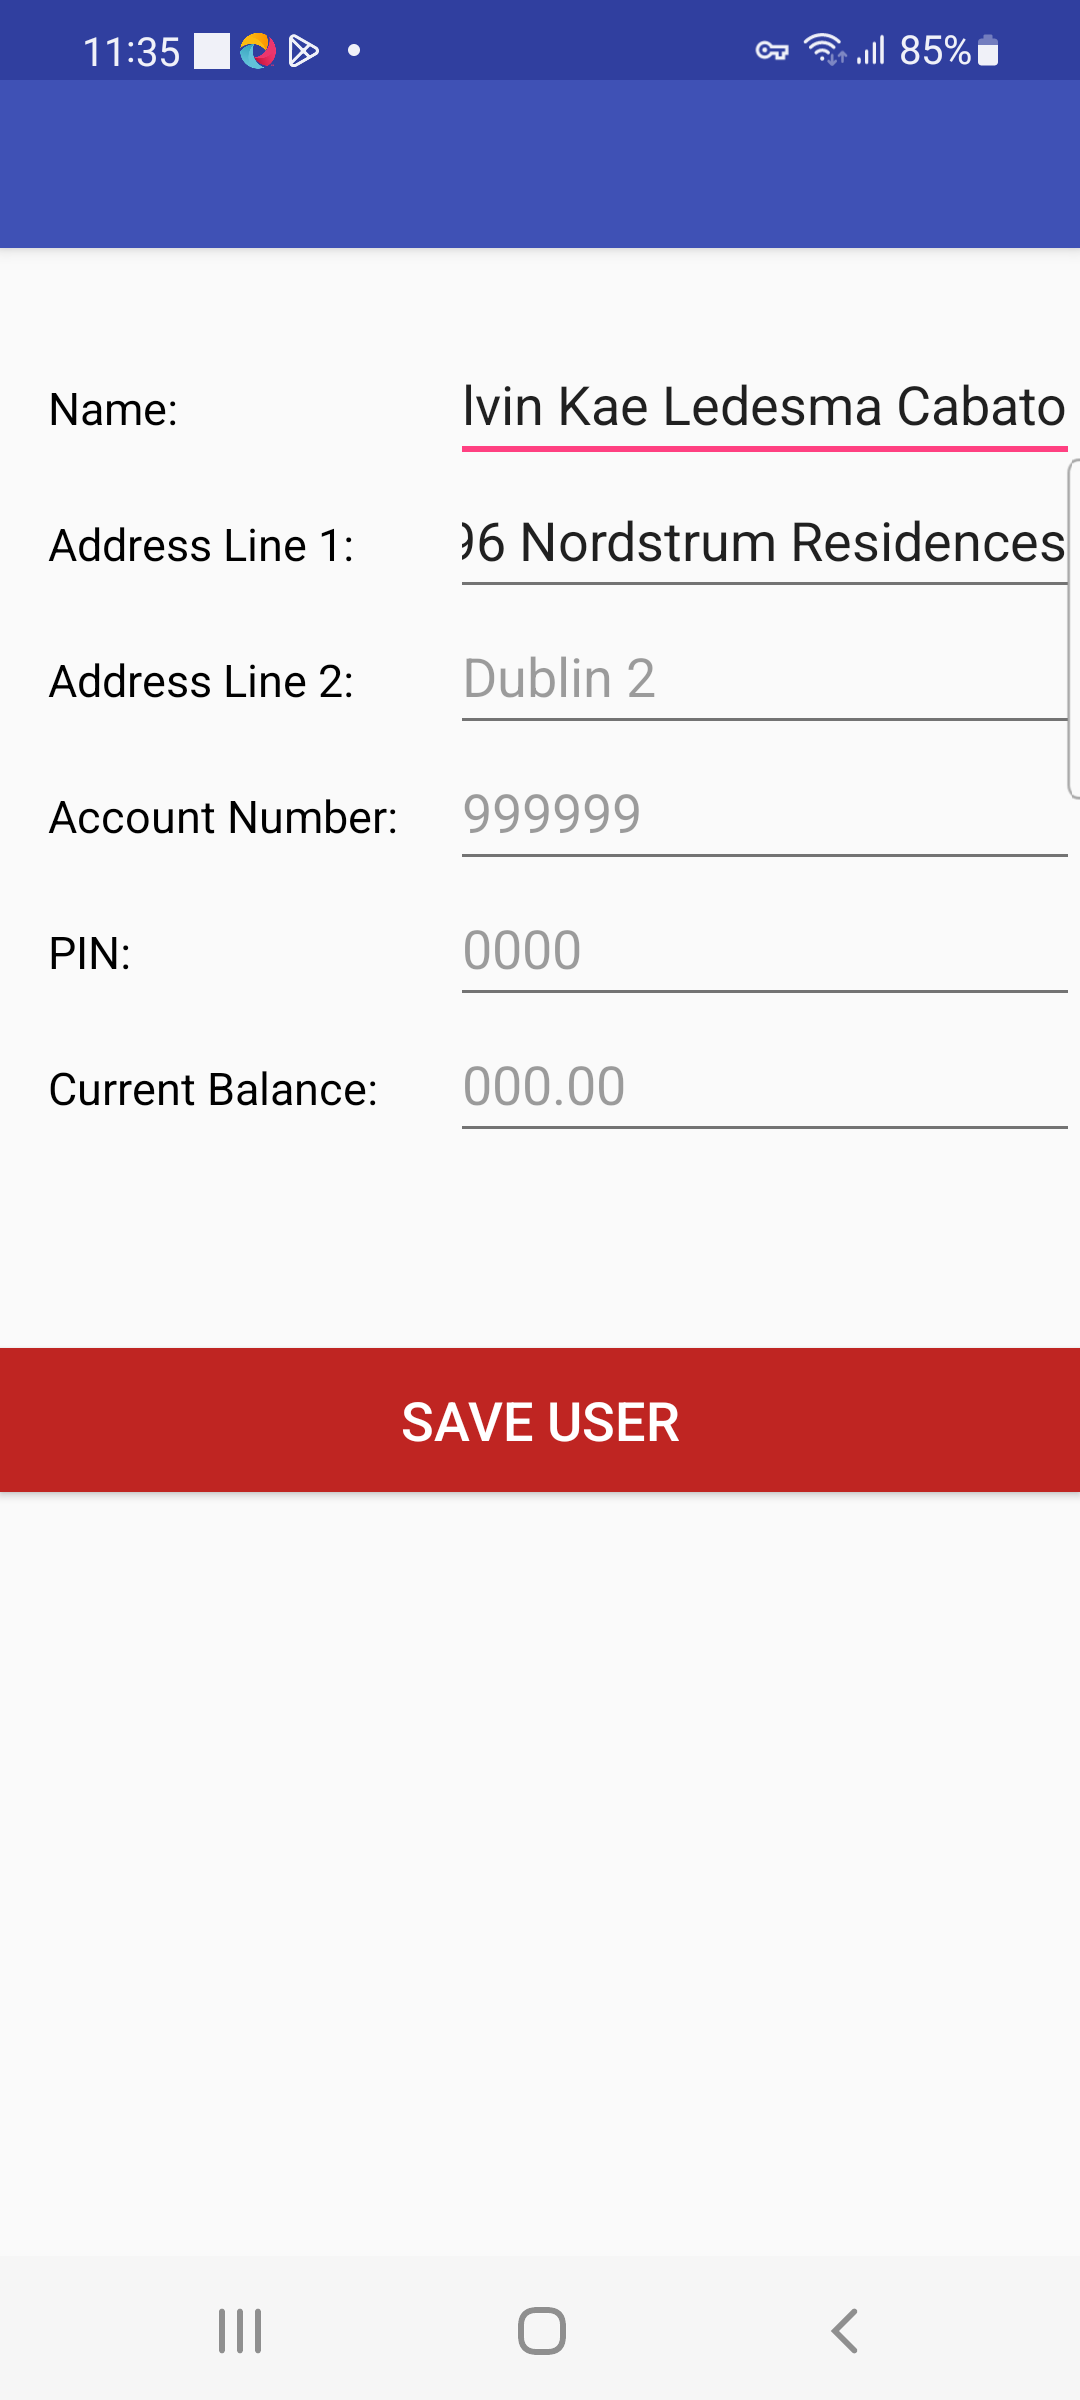 11:35 85%
Name: lvin Kae Ledesma Cabato
Address Line 1: 96 Nordstrum Residences
Address Line 2: Dublin 2
Account Number: 999999
PIN: 0000
Current Balance: 000.00
SAVE USER